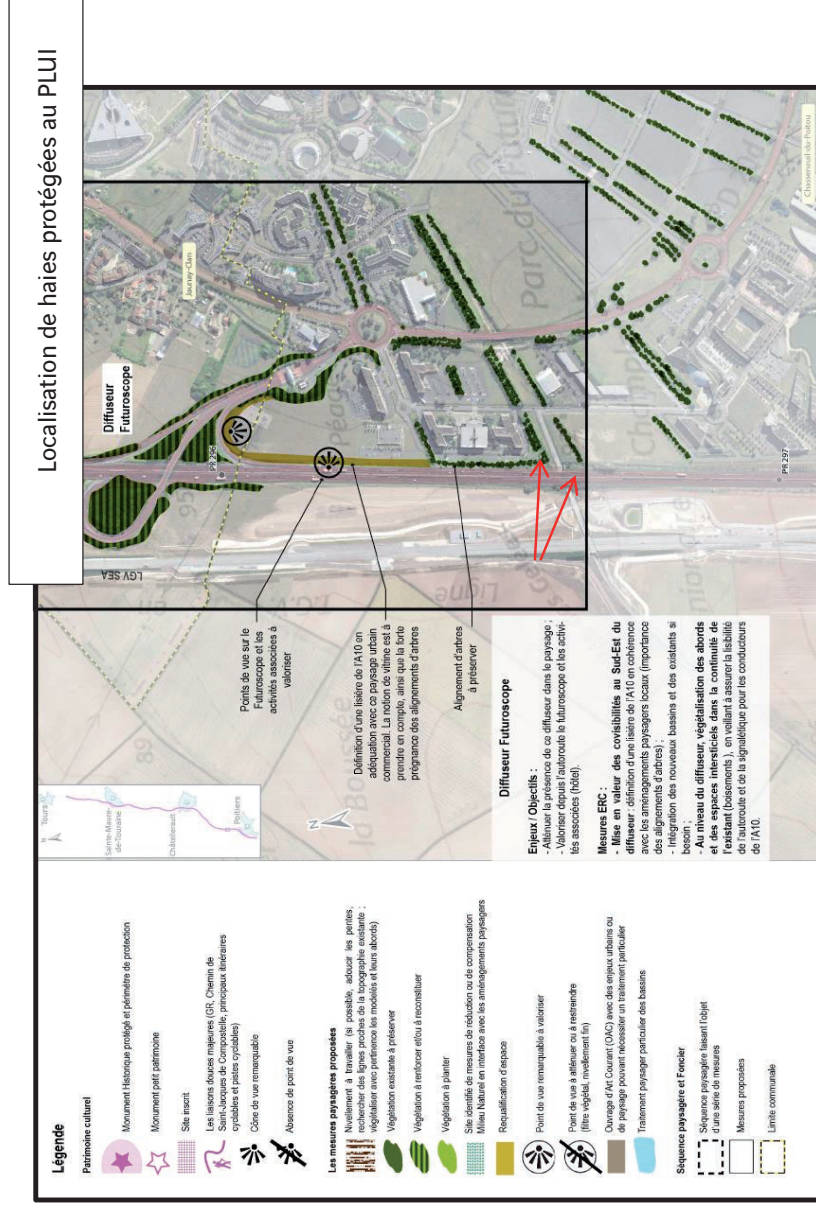 Localisation de haies protégées au PLUI
Diffuseur
Futuroscope
Jaunay-Clan
PR 296
PR 297
Chasseneuil-du-Poitou
Parc du Futur
Péa
LGV SEA
Ligne
89
95
Points de vue sur le
Futuroscope et les
activités associées à
valoriser
Définition d'une lisière de l'A10 en
adéquation avec ce paysage urbain
commercial. La notion de vitrine est à
prendre en compte, ainsi que la forte
prégnance des alignements d'arbres
Alignement d'arbres
à préserver
N
la Boussée
Tours
Sainte-Maure-
de-Touraine
Châtellerault
Poitiers
Diffuseur Futuroscope
Enjeux / Objectifs :
- Atténuer la présence de ce diffuseur dans le paysage ;
- Valoriser depuis l'autoroute le futuroscope et les activi-
tés associées (hôtel).
Mesures ERC :
- Mise en valeur des covisibilités au Sud-Est du
diffuseur : définition d'une lisière de l'A10 en cohérence
avec les aménagements paysagers locaux (importance
des alignements d'arbres) ;
- Intégration des nouveaux bassins et des existants si
besoin ;
- Au niveau du diffuseur, végétalisation des abords
et des espaces intersticiels dans la continuité de
l'existant (boisements), en veillant à assurer la lisibilité
de l'autoroute et de la signalétique pour les conducteurs
de l'A10.
Légende
Patrimoine culturel
Monument Historique protégé et périmètre de protection
Monument petit patrimoine
Site inscrit
Les liaisons douces majeures (GR, Chemin de
Saint-Jacques de Compostelle, principaux itinéraires
cyclables et pistes cyclables)
Cône de vue remarquable
Absence de point de vue
Les mesures paysagères proposées
Nivellement à travailler (si possible, adoucir les pentes,
rechercher des lignes proches de la topographie existante ;
végétaliser avec pertinence les modelés et leurs abords)
Végétation existante à préserver
Végétation à renforcer et/ou à reconstituer
Végétation à planter
Site identifié de mesures de réduction ou de compensation
Milieu Naturel en interface avec les aménagements paysagers
Requalification d'espace
Point de vue remarquable à valoriser
Point de vue à atténuer ou à restreindre
(filtre végétal, nivellement fin)
Ouvrage d'Art Courant (OAC) avec des enjeux urbains ou
de paysage pouvant nécessiter un traitement particulier
Traitement paysager particulier des bassins
Séquence paysagère et Foncier
Séquence paysagère faisant l'objet
d'une série de mesures
Mesures proposées
Limite communale